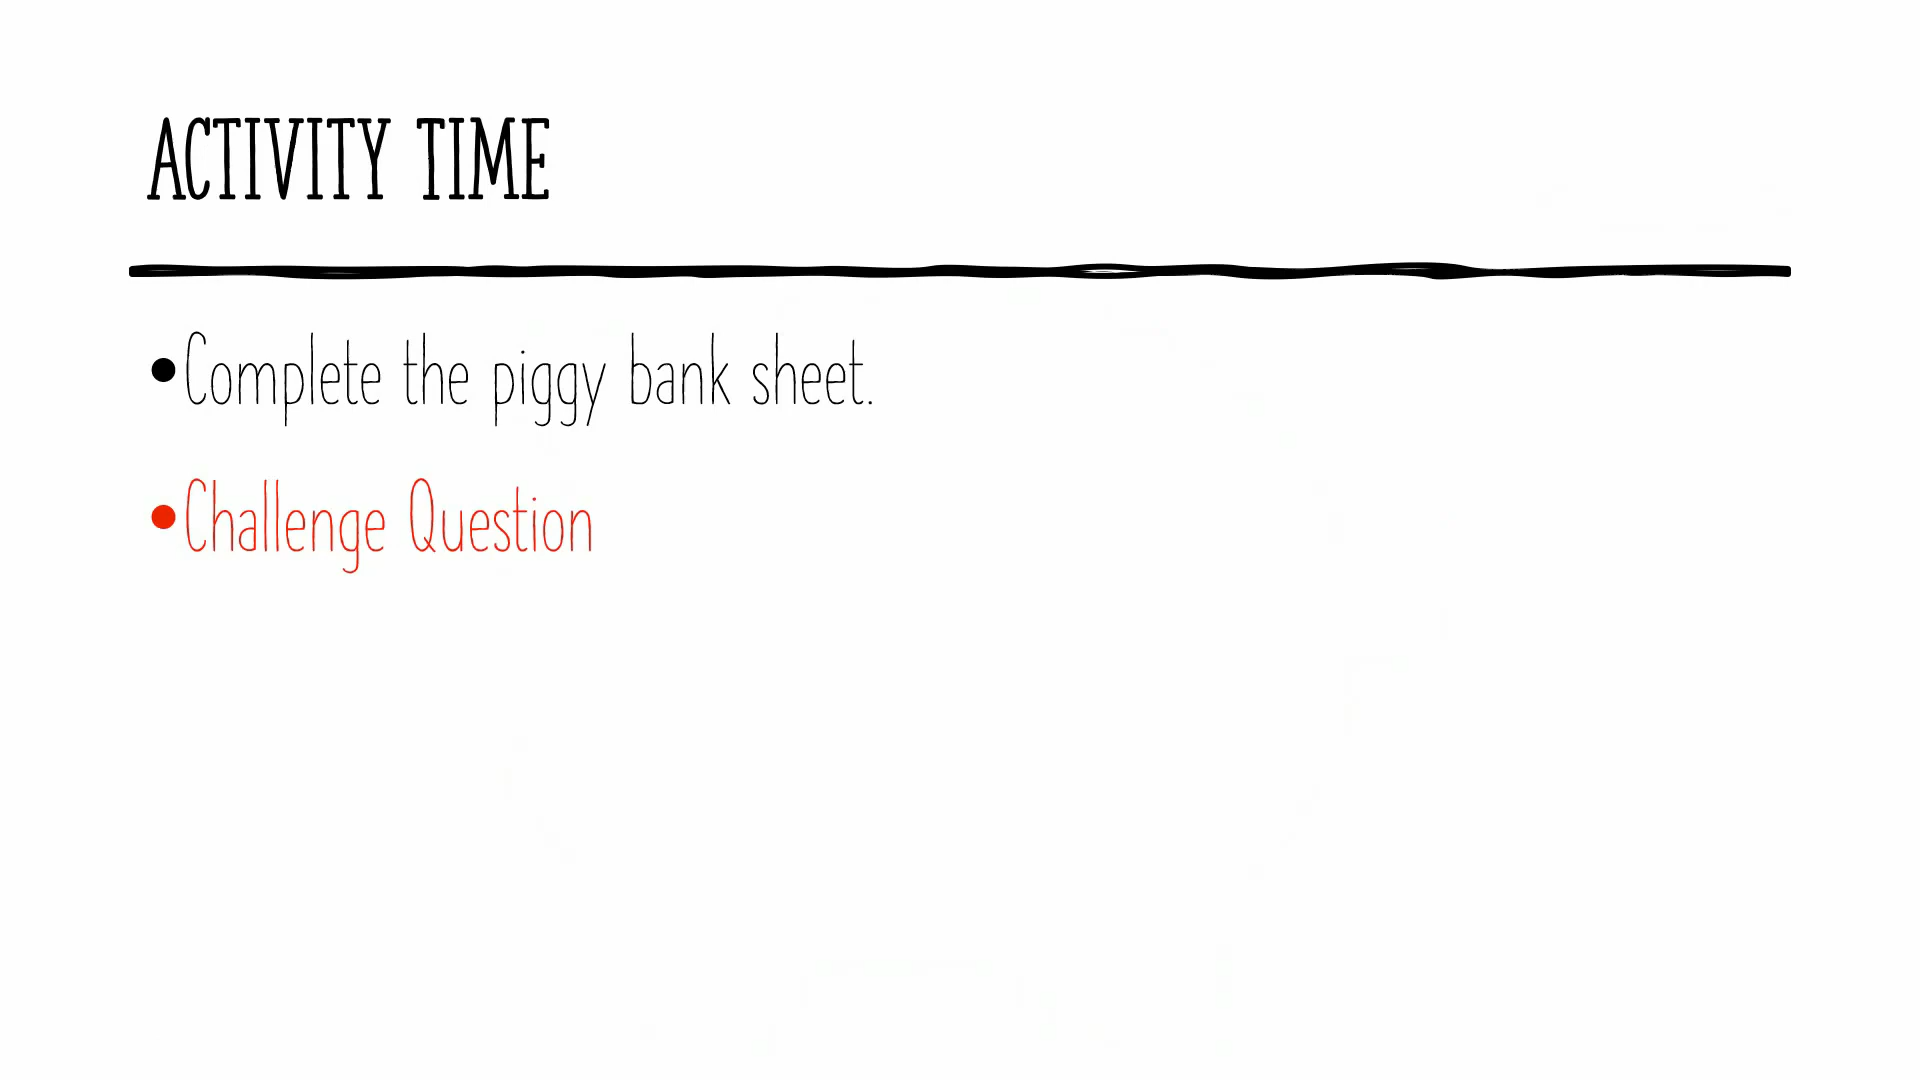 ACTIVITY TIME
•Complete the piggy bank sheet.
•Challenge Question